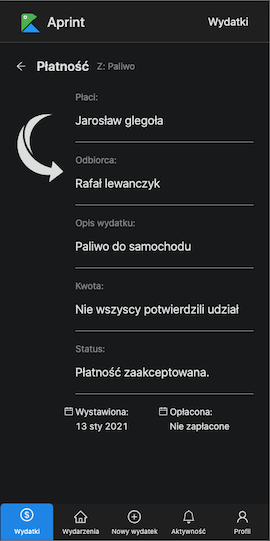 Aprint Wydatki
Płatność Z: Paliwo
Płaci:
Jarosław glegoła
Odbiorca:
Rafał lewanczyk
Opis wydatku:
Paliwo do samochodu
Kwota:
Nie wszyscy potwierdzili udział
Status:
Płatność zaakceptowana.
Wystawiona: Opłacona:
13 sty 2021 Nie zapłacone
Wydatki Wydarzenia Nowy wydatek Aktywność Profil